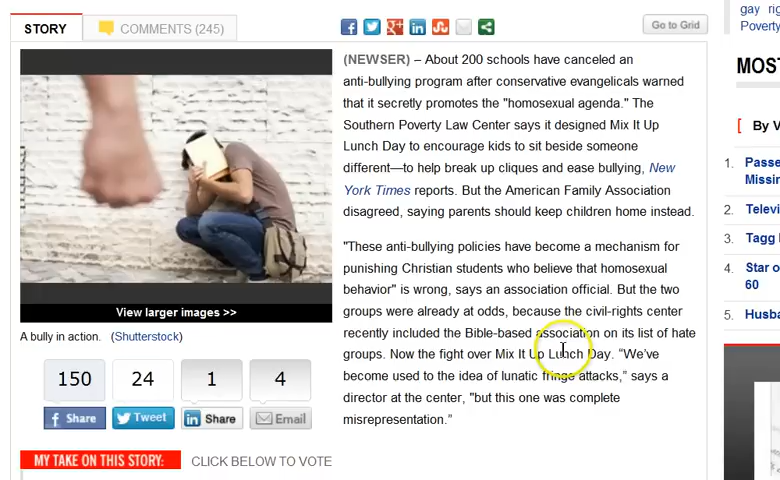 STORY
COMMENTS (245)
Go to Grid
gay rig
Poverty
(NEWSER) – About 200 schools have canceled an
anti-bullying program after conservative evangelicals warned
that it secretly promotes the "homosexual agenda." The
Southern Poverty Law Center says it designed Mix It Up
Lunch Day to encourage kids to sit beside someone
different—to help break up cliques and ease bullying, New
York Times reports. But the American Family Association
disagreed, saying parents should keep children home instead.
"These anti-bullying policies have become a mechanism for
punishing Christian students who believe that homosexual
behavior" is wrong, says an association official. But the two
groups were already at odds, because the civil-rights center
recently included the Bible-based association on its list of hate
groups. Now the fight over Mix It Up Lunch Day. "We've
become used to the idea of lunatic fringe attacks," says a
director at the center, "but this one was complete
misrepresentation."
View larger images >>
A bully in action. (Shutterstock)
150
24
1
4
Share
Tweet
Share
Email
MY TAKE ON THIS STORY:
CLICK BELOW TO VOTE
MOST
[ By V
1. Passe
Missin
2. Televi
3. Tagg
4. Star o
60
5. Husba